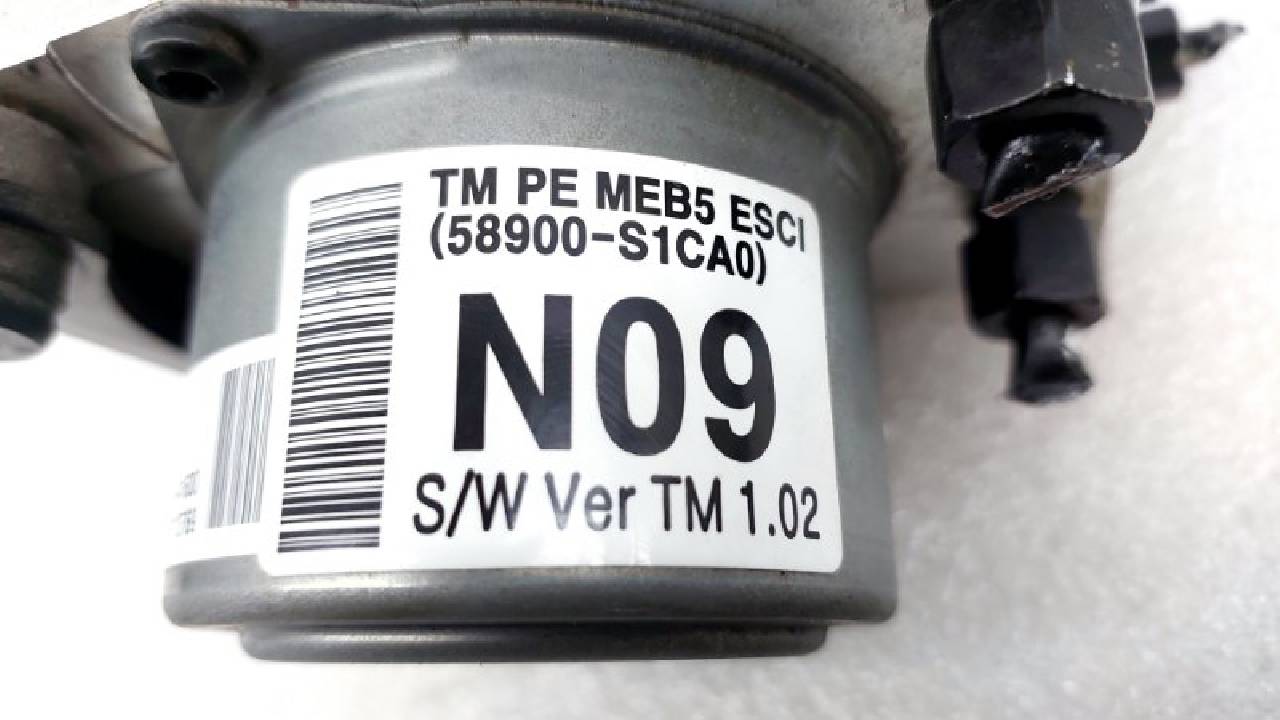 TM PE MEB5 ESCI
(58900-S1CA0)
N09
S/W Ver TM 1.02